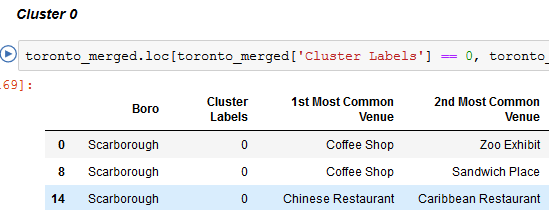 Cluster 0
toronto_merged.loc[toronto_merged['Cluster Labels'] == 0, toronto_
69]:
Boro Cluster Labels 1st Most Common Venue 2nd Most Common Venue
0 Scarborough 0 Coffee Shop Zoo Exhibit
8 Scarborough 0 Coffee Shop Sandwich Place
14 Scarborough 0 Chinese Restaurant Caribbean Restaurant